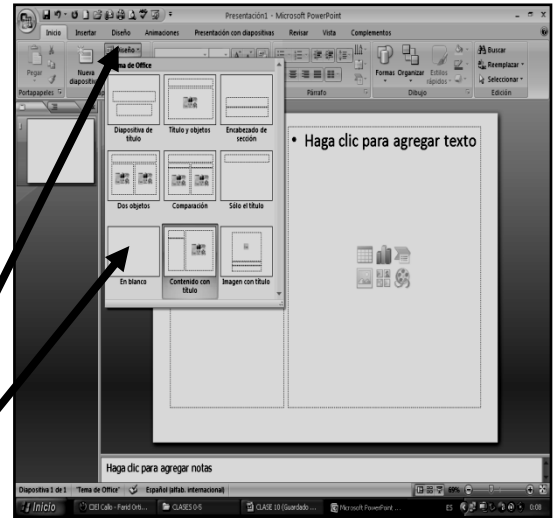 Presentación1 - Microsoft PowerPoint
Inicio Insertar Diseño Animaciones Presentación con diapositivas Revisar Vista Complementos
Pegar
Nueva
diapositiva
Diseño
Formas Organizar Estilos
rápidos
Buscar
Reemplazar
Seleccionar
Portapapeles
Párrafo Dibujo Edición
Tema de Office
Diapositiva de
título
Título y objetos
Encabezado de
sección
Dos objetos Comparación Sólo el título
En blanco
Contenido con
título
Imagen con título
• Haga clic para agregar texto
Haga clic para agregar notas
Diapositiva 1 de 1 "Tema de Office" Español (alfab. internacional) 69%
Inicio CLASES O-S CLASE 10 (Guardado ... Microsoft PowerPoint ... ES 0:08